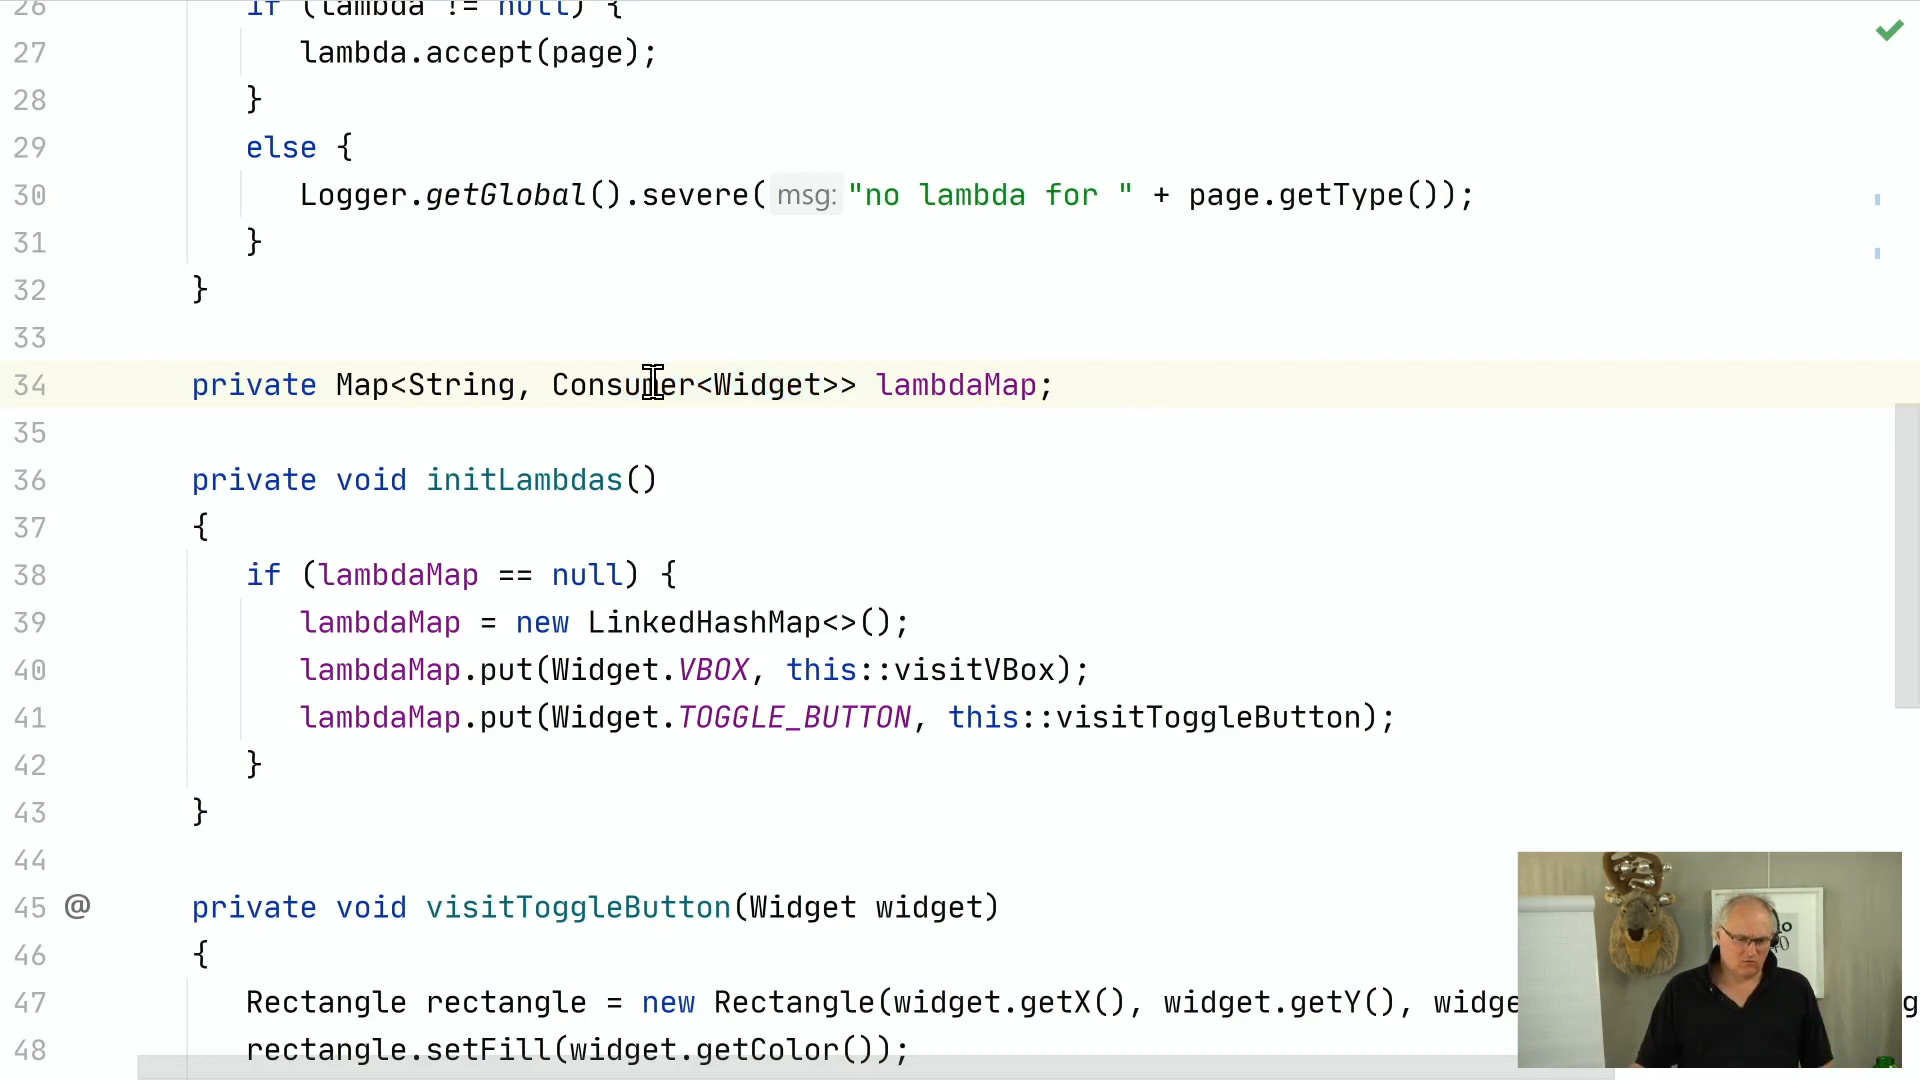 26 if (lambda != null) {
27 lambda.accept(page);
28 }
29 else {
30 Logger.getGlobal().severe( msg: "no lambda for " + page.getType());
31 }
32 }
33
34 private Map<String, Consumer<Widget>> lambdaMap;
35
36 private void initLambdas()
37 {
38 if (lambdaMap == null) {
39 lambdaMap = new LinkedHashMap<>();
40 lambdaMap.put(Widget.VBOX, this::visitVBox);
41 lambdaMap.put(Widget.TOGGLE_BUTTON, this::visitToggleButton);
42 }
43 }
44
45 @ private void visitToggleButton(Widget widget)
46 {
47 Rectangle rectangle = new Rectangle(widget.getX(), widget.getY(), widge
48 rectangle.setFill(widget.getColor());